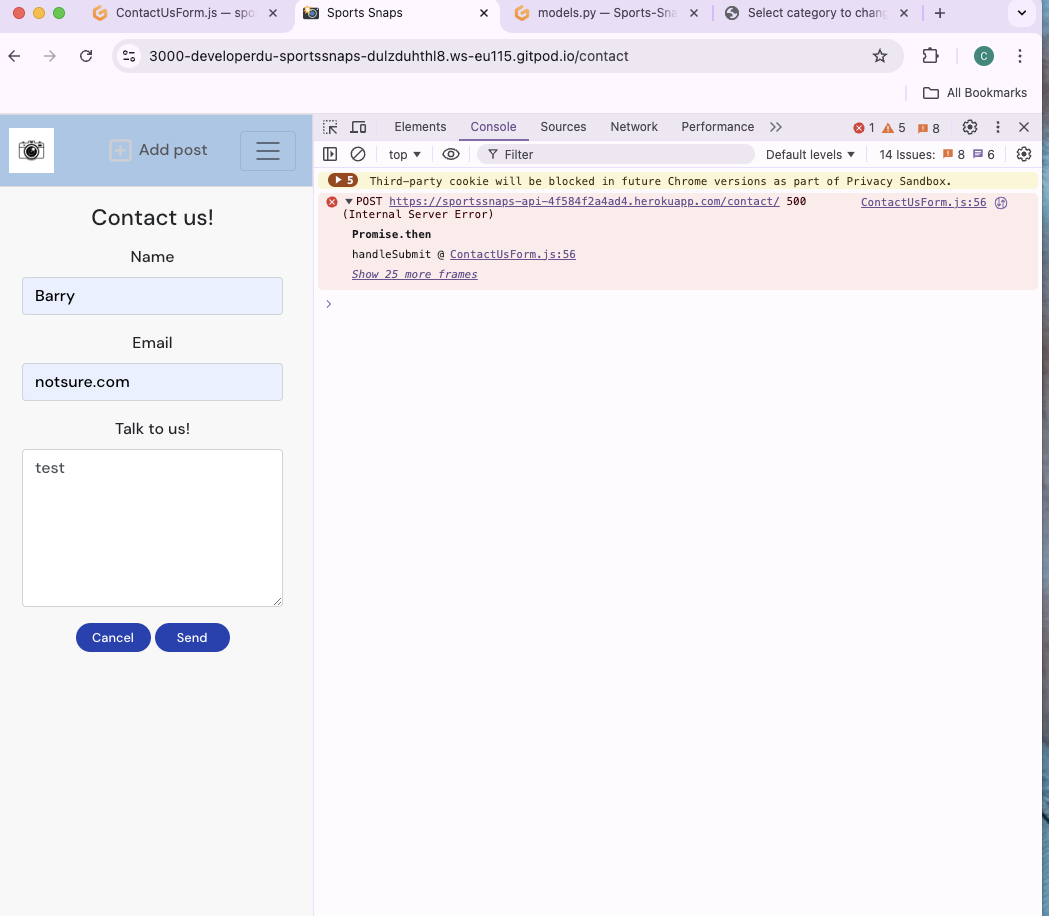 ContactUsForm.js — spo
Sports Snaps
models.py — Sports-Sna
Select category to chang
3000-developerdu-sportssnaps-dulzduhthl8.ws-eu115.gitpod.io/contact
C
All Bookmarks
Add post
Elements Console Sources Network Performance 1 5 8
top Filter Default levels 14 Issues: 8 6
5 Third-party cookie will be blocked in future Chrome versions as part of Privacy Sandbox.
POST https://sportssnaps-api-4f584f2a4ad4.herokuapp.com/contact/ 500 ContactUsForm.js:56
(Internal Server Error)
Promise.then
handleSubmit @ ContactUsForm.js:56
Show 25 more frames
Contact us!
Name
Barry
Email
notsure.com
Talk to us!
test
Cancel Send